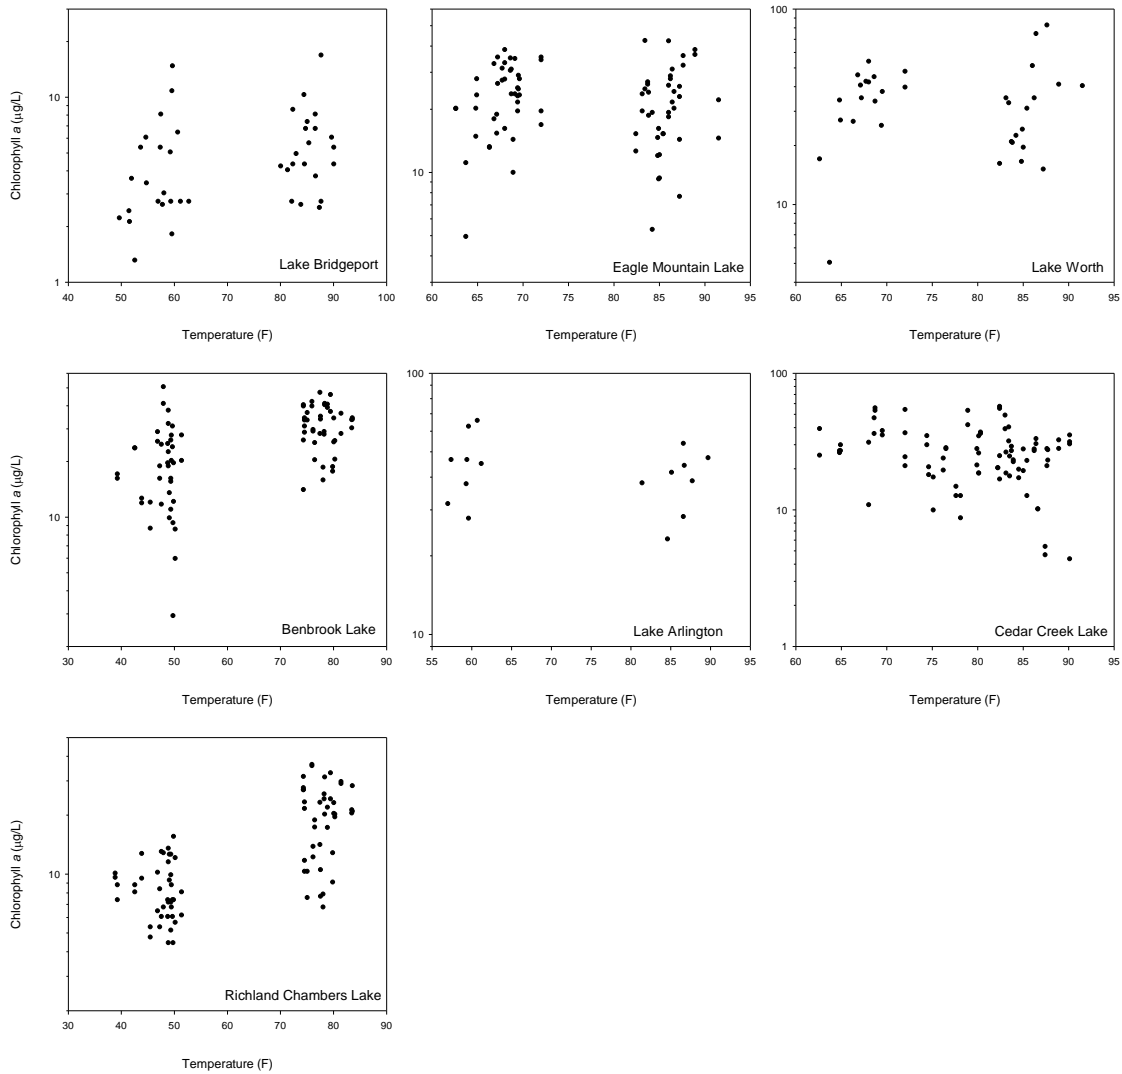 Chlorophyll a (µg/L)
10
1
Lake Bridgeport
40 50 60 70 80 90 100
Temperature (F)
10
Eagle Mountain Lake
60 65 70 75 80 85 90 95
Temperature (F)
100
10
Lake Worth
60 65 70 75 80 85 90 95
Temperature (F)
Chlorophyll a (µg/L)
10
Benbrook Lake
30 40 50 60 70 80 90
Temperature (F)
100
10
Lake Arlington
55 60 65 70 75 80 85 90 95
Temperature (F)
100
10
1
Cedar Creek Lake
60 65 70 75 80 85 90 95
Temperature (F)
Chlorophyll a (µg/L)
10
Richland Chambers Lake
30 40 50 60 70 80 90
Temperature (F)